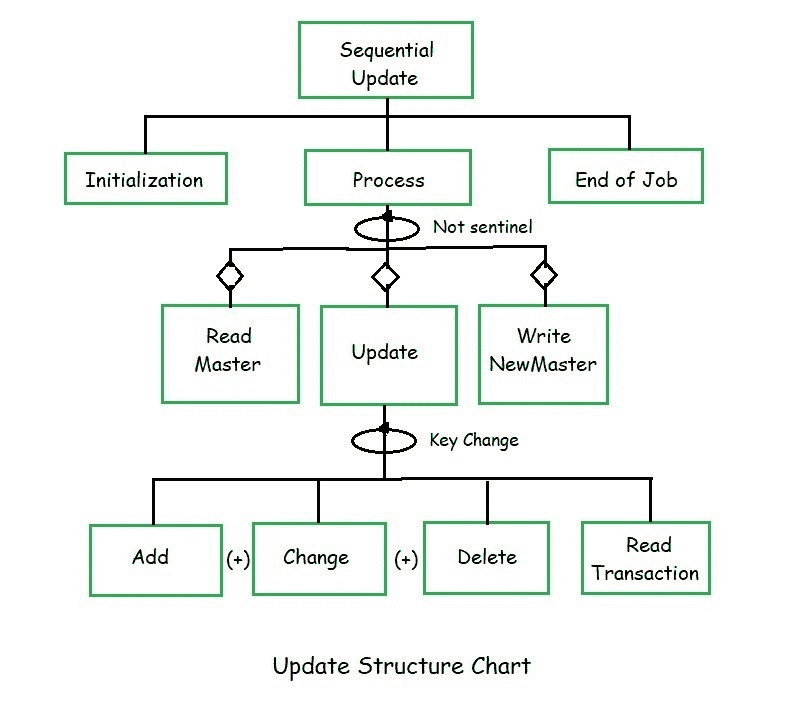 Sequential
Update
Initialization
Process
End of Job
Not sentinel
Read
Master
Update
Write
NewMaster
Key Change
Add
(+)
Change
(+)
Delete
Read
Transaction
Update Structure Chart